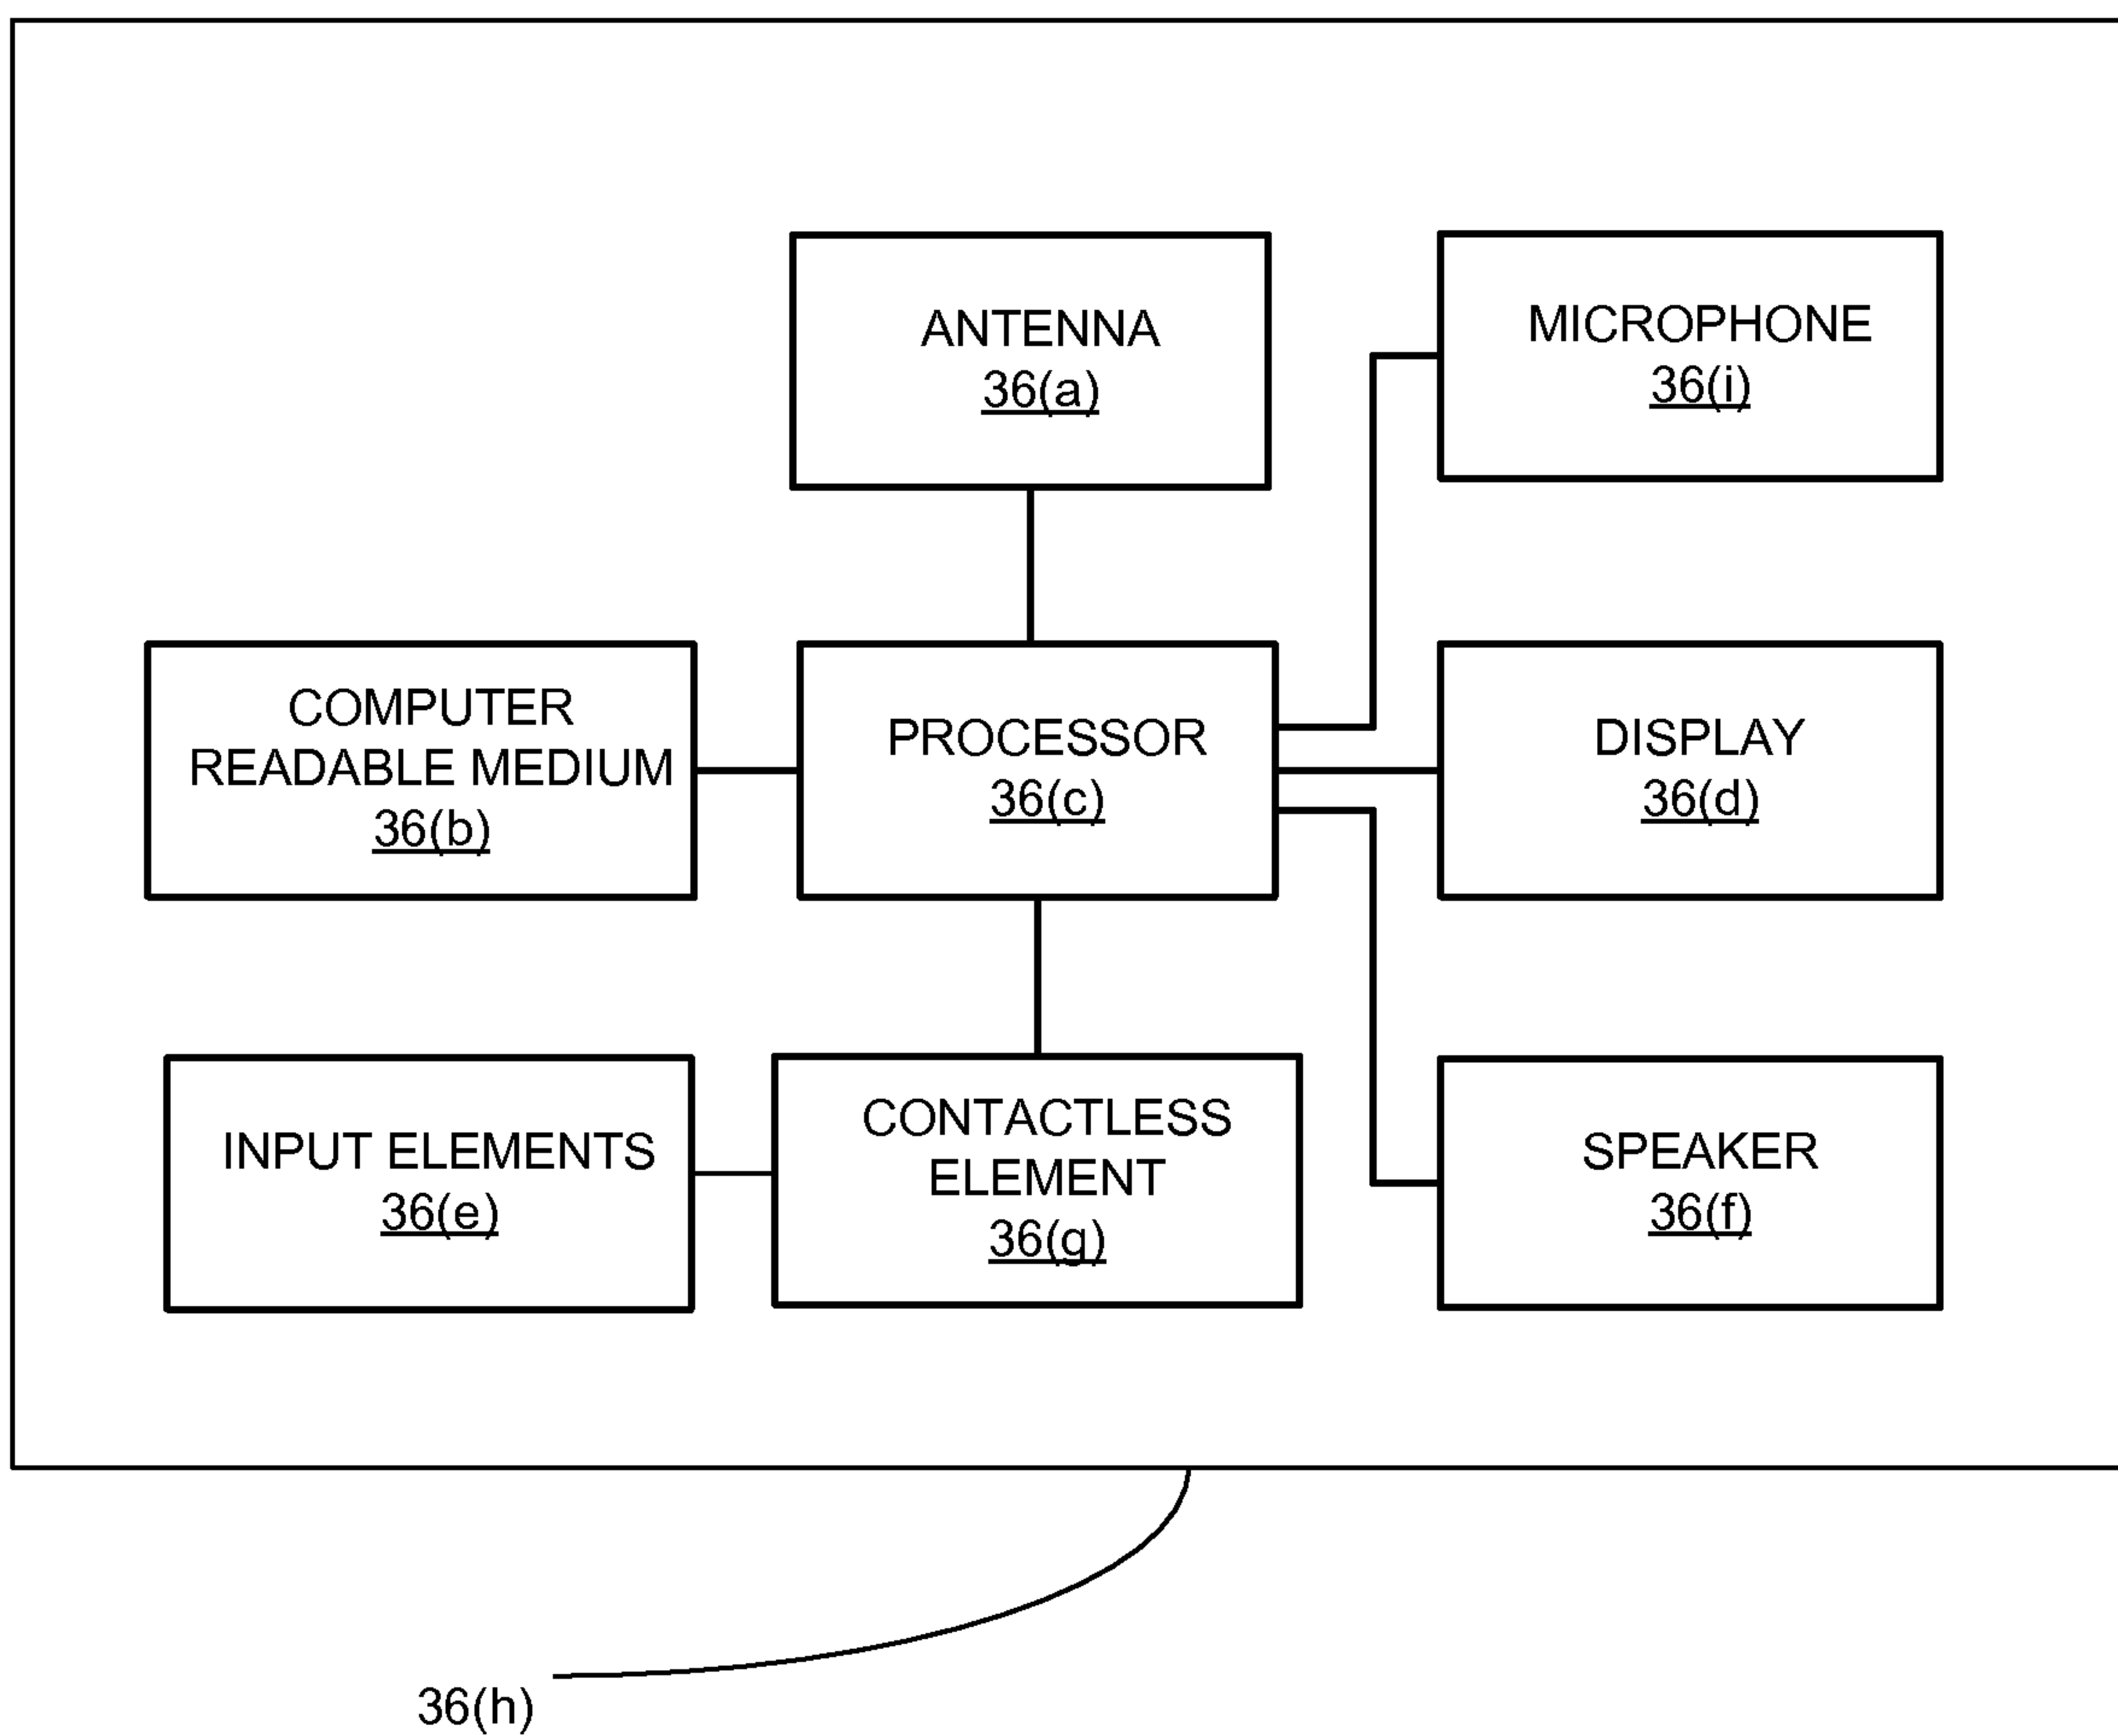 ANTENNA
36(a)
MICROPHONE
36(i)
COMPUTER
READABLE MEDIUM
36(b)
PROCESSOR
36(c)
DISPLAY
36(d)
INPUT ELEMENTS
36(e)
CONTACTLESS
ELEMENT
36(g)
SPEAKER
36(f)
36(h)